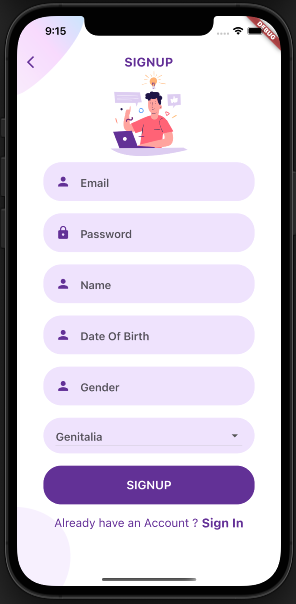 9:15
DEBUG
SIGNUP
Email
Password
Name
Date Of Birth
Gender
Genitalia
SIGNUP
Already have an Account ? Sign In